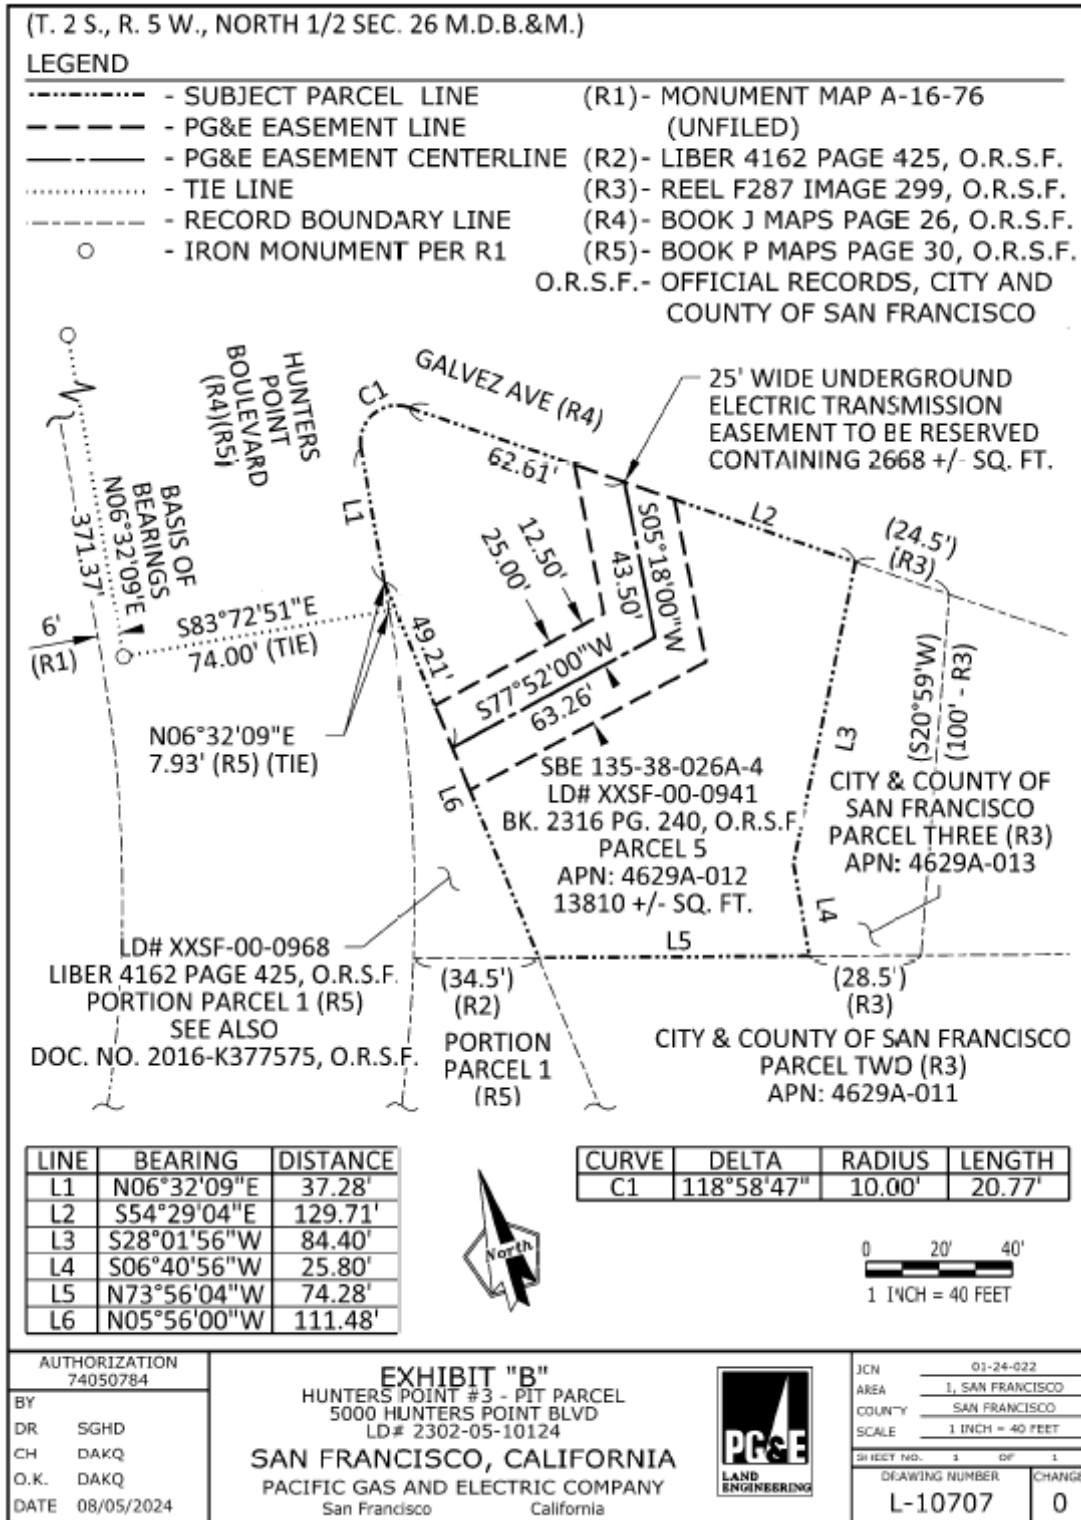 (T. 2 S., R. 5 W., NORTH 1/2 SEC. 26 M.D.B.&M.)
LEGEND
- SUBJECT PARCEL LINE
- PG&E EASEMENT LINE
- PG&E EASEMENT CENTERLINE
- TIE LINE
- RECORD BOUNDARY LINE
- IRON MONUMENT PER R1
(R1)- MONUMENT MAP A-16-76
(UNFILED)
(R2)- LIBER 4162 PAGE 425, O.R.S.F.
(R3)- REEL F287 IMAGE 299, O.R.S.F.
(R4)- BOOK J MAPS PAGE 26, O.R.S.F.
(R5)- BOOK P MAPS PAGE 30, O.R.S.F.
O.R.S.F.- OFFICIAL RECORDS, CITY AND
COUNTY OF SAN FRANCISCO
HUNTERS
POINT
BOULEVARD
(R4)(R5)
C1
GALVEZ AVE (R4)
25' WIDE UNDERGROUND
ELECTRIC TRANSMISSION
EASEMENT TO BE RESERVED
CONTAINING 2668 +/- SQ. FT.
62.61'
L1
L2
(24.5')
(R3)
BASIS OF
BEARINGS
N06°32'09"E
371.37'
12.50'
25.00'
S05°18'00"W
43.50'
6'
(R1)
S83°72'51"E
74.00' (TIE)
49.21'
S77°52'00"W
63.26'
(S20°59'W)
(100' - R3)
L3
N06°32'09"E
7.93' (R5) (TIE)
L6
SBE 135-38-026A-4
LD# XXSF-00-0941
BK. 2316 PG. 240, O.R.S.F
PARCEL 5
APN: 4629A-012
13810 +/- SQ. FT.
CITY & COUNTY OF
SAN FRANCISCO
PARCEL THREE (R3)
APN: 4629A-013
L4
L5
LD# XXSF-00-0968
LIBER 4162 PAGE 425, O.R.S.F.
PORTION PARCEL 1 (R5)
SEE ALSO
DOC. NO. 2016-K377575, O.R.S.F.
(34.5')
(R2)
PORTION
PARCEL 1
(R5)
(28.5')
(R3)
CITY & COUNTY OF SAN FRANCISCO
PARCEL TWO (R3)
APN: 4629A-011
LINE BEARING DISTANCE
L1 N06°32'09"E 37.28'
L2 S54°29'04"E 129.71'
L3 S28°01'56"W 84.40'
L4 S06°40'56"W 25.80'
L5 N73°56'04"W 74.28'
L6 N05°56'00"W 111.48'
North
CURVE DELTA RADIUS LENGTH
C1 118°58'47" 10.00' 20.77'
0 20' 40'
1 INCH = 40 FEET
AUTHORIZATION
74050784
BY
DR SGHD
CH DAKQ
O.K. DAKQ
DATE 08/05/2024
EXHIBIT "B"
HUNTERS POINT #3 - PIT PARCEL
5000 HUNTERS POINT BLVD
LD# 2302-05-10124
SAN FRANCISCO, CALIFORNIA
PACIFIC GAS AND ELECTRIC COMPANY
San Francisco California
PG&E
LAND
ENGINEERING
JCN 01-24-022
AREA 1, SAN FRANCISCO
COUNTY SAN FRANCISCO
SCALE 1 INCH = 40 FEET
SHEET NO. 1 OF 1
DRAWING NUMBER
L-10707
CHANGE
0